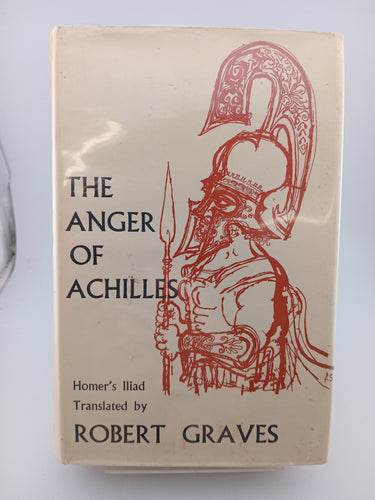 THE
ANGER
OF
ACHILLES
Homer's Iliad
Translated by
ROBERT GRAVES